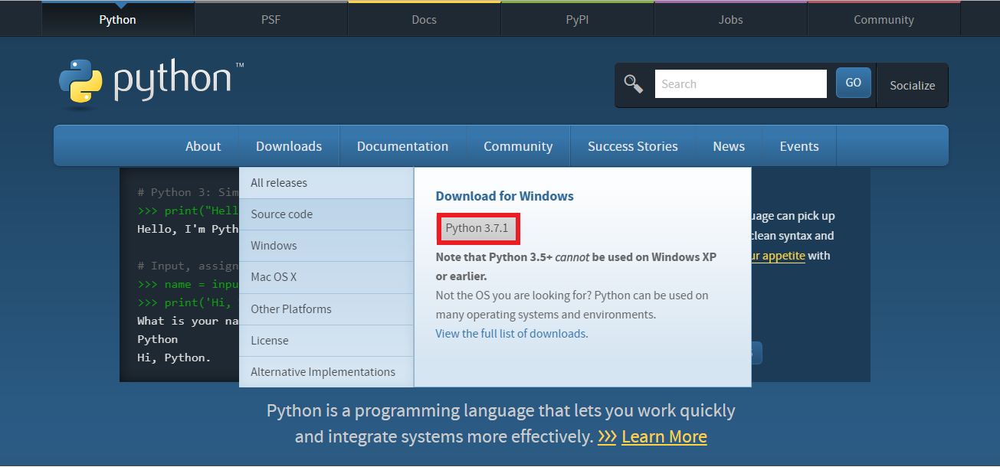 Python
PSF
Docs
PyPI
Jobs
Community
python™
Search
GO
Socialize
About
Downloads
Documentation
Community
Success Stories
News
Events
# Python 3: Sim
>>> print("Hell
Hello, I'm Pyth
# Input, assign
>>> name = inpu
>>> print('Hi,
What is your na
Python
Hi, Python.
All releases
Source code
Windows
Mac OS X
Other Platforms
License
Alternative Implementations
Download for Windows
Python 3.7.1
Note that Python 3.5+ cannot be used on Windows XP
or earlier.
Not the OS you are looking for? Python can be used on
many operating systems and environments.
View the full list of downloads.
uage can pick up
clean syntax and
ur appetite with
Python is a programming language that lets you work quickly
and integrate systems more effectively. >>> Learn More